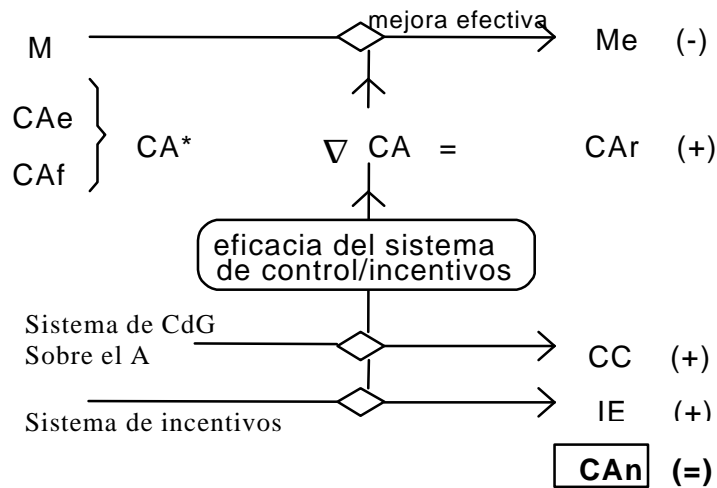 mejora efectiva
M Me (-)
CAe
CAf
CA* ∇ CA = CAr (+)
eficacia del sistema
de control/incentivos
Sistema de CdG
Sobre el A
CC (+)
Sistema de incentivos
IE (+)
CAn (=)